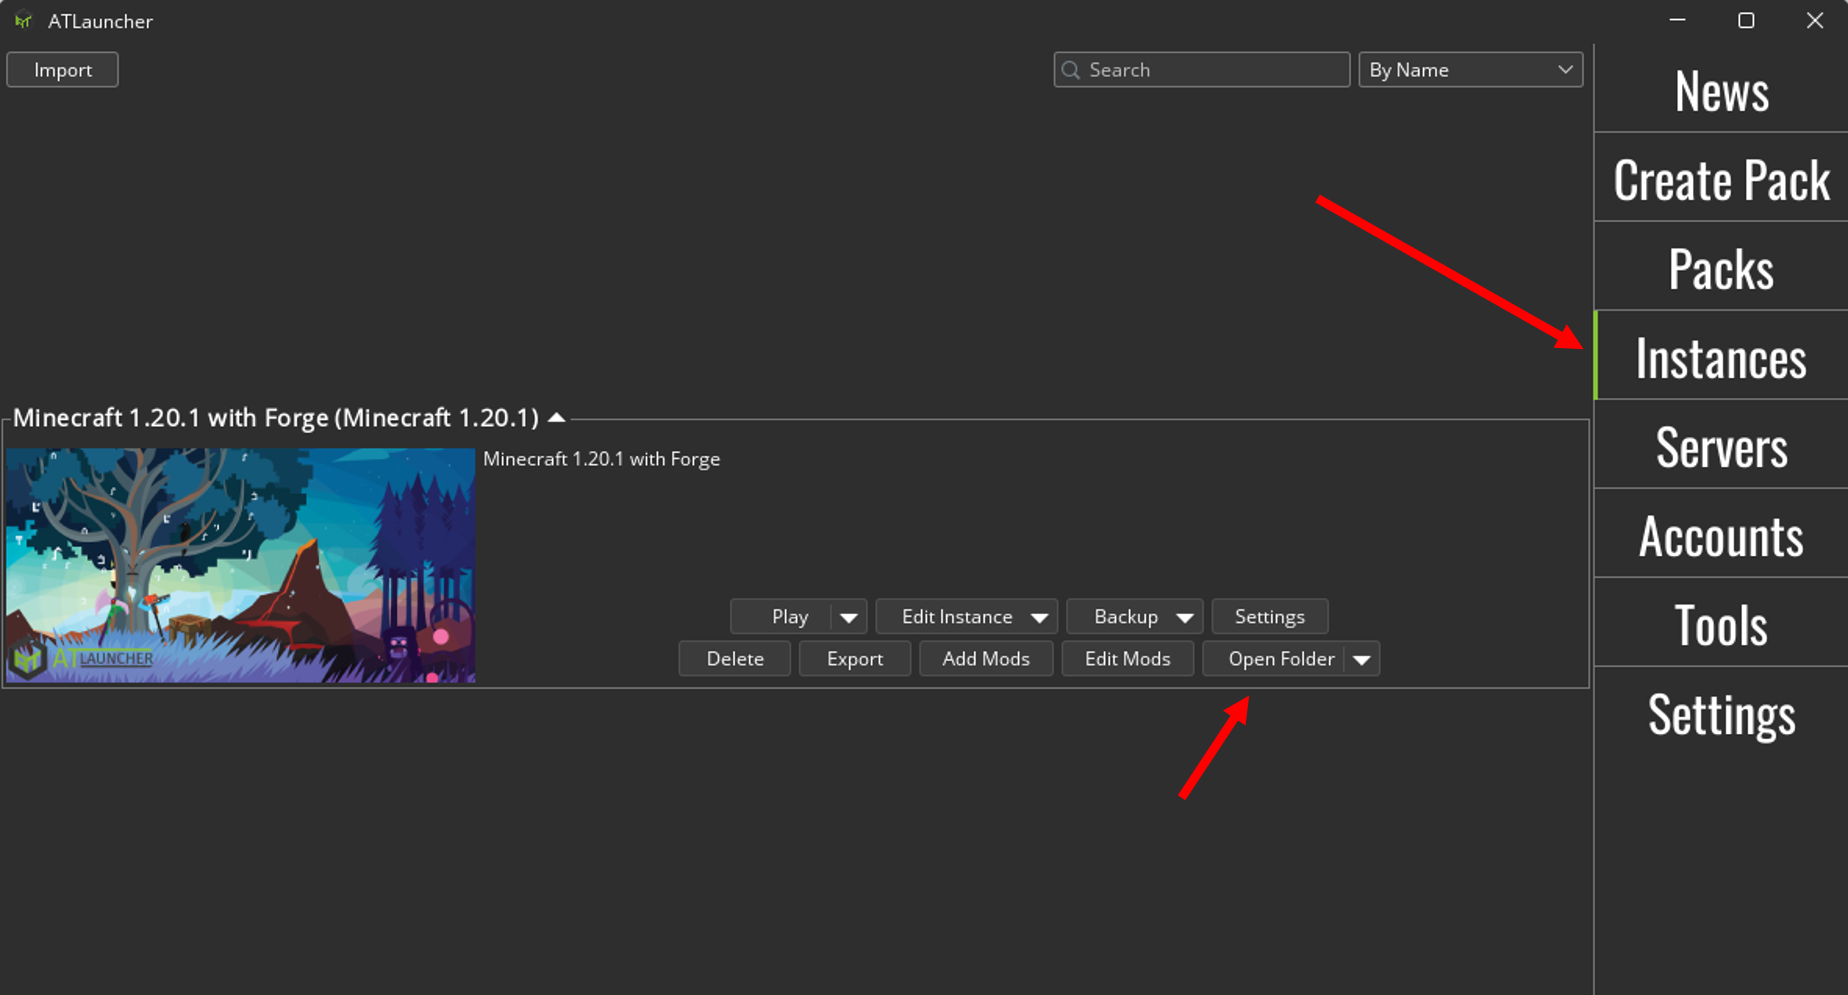 ATLauncher
Import
Search
By Name
News
Create Pack
Packs
Instances
Servers
Accounts
Tools
Settings
Minecraft 1.20.1 with Forge (Minecraft 1.20.1)
Minecraft 1.20.1 with Forge
ATLAUNCHER
Play
Edit Instance
Backup
Settings
Delete
Export
Add Mods
Edit Mods
Open Folder